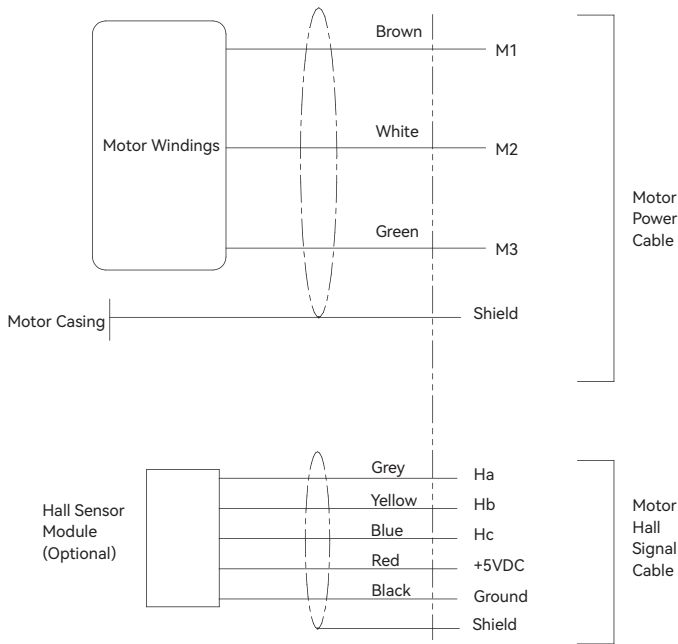 Brown
M1
Motor Windings
White
M2
Green
M3
Motor
Power
Cable
Motor Casing
Shield
Grey
Ha
Yellow
Hb
Blue
Hc
Red
+5VDC
Black
Ground
Shield
Hall Sensor
Module
(Optional)
Motor
Hall
Signal
Cable